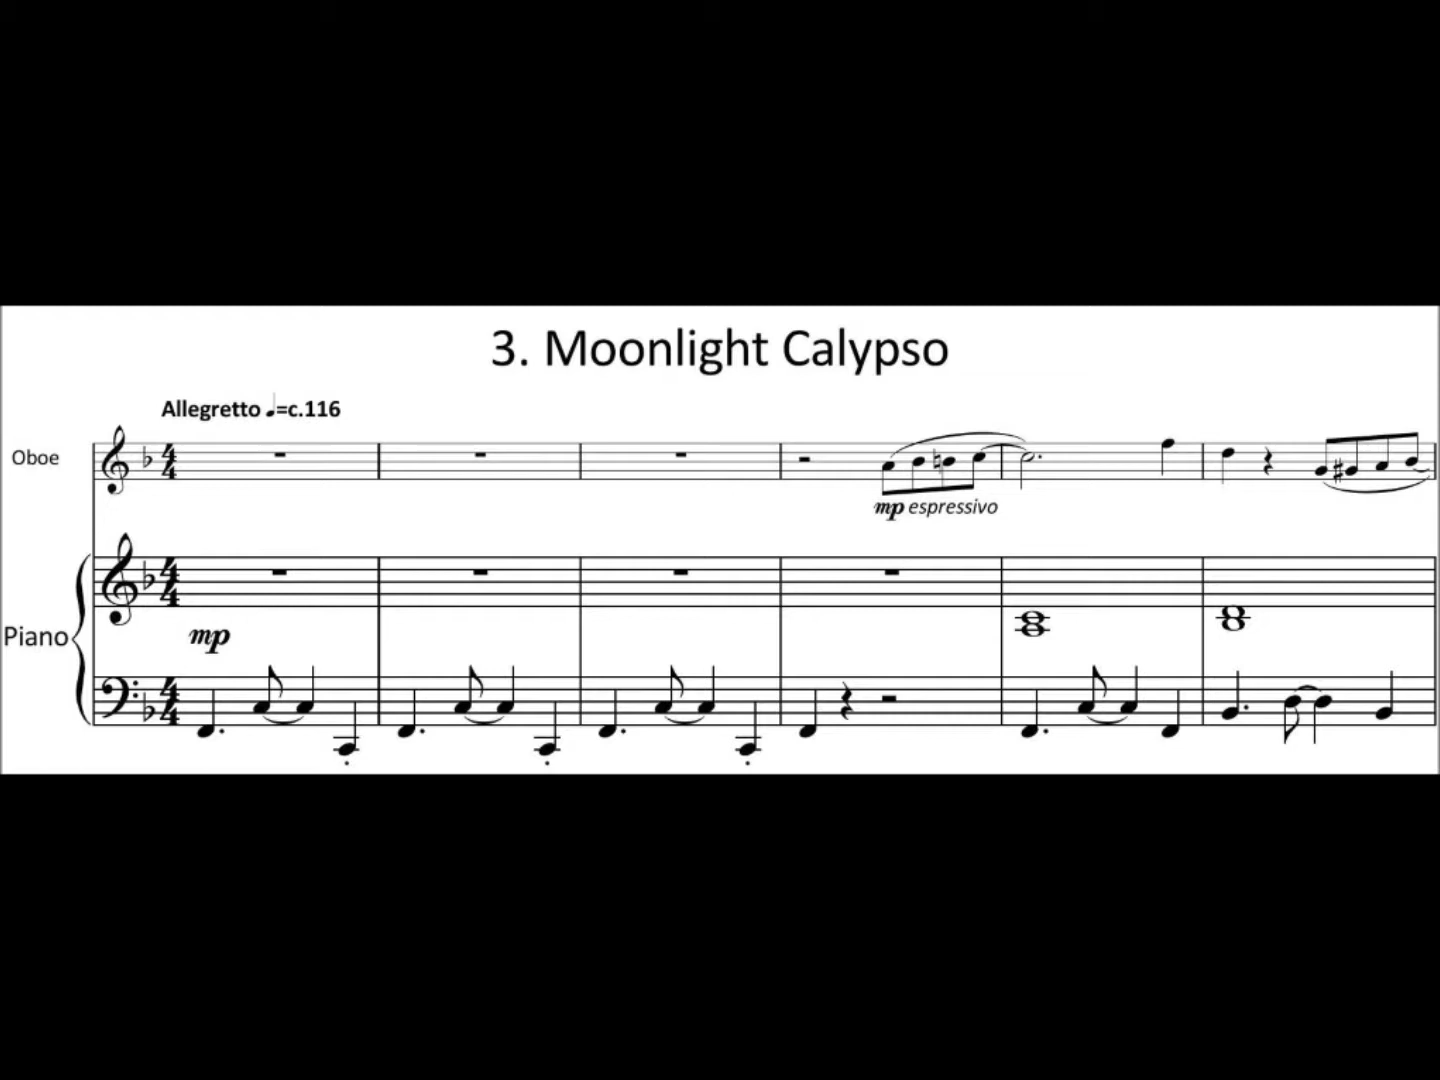 3. Moonlight Calypso
Allegretto ♩=c.116
Oboe
mp espressivo
Piano
mp